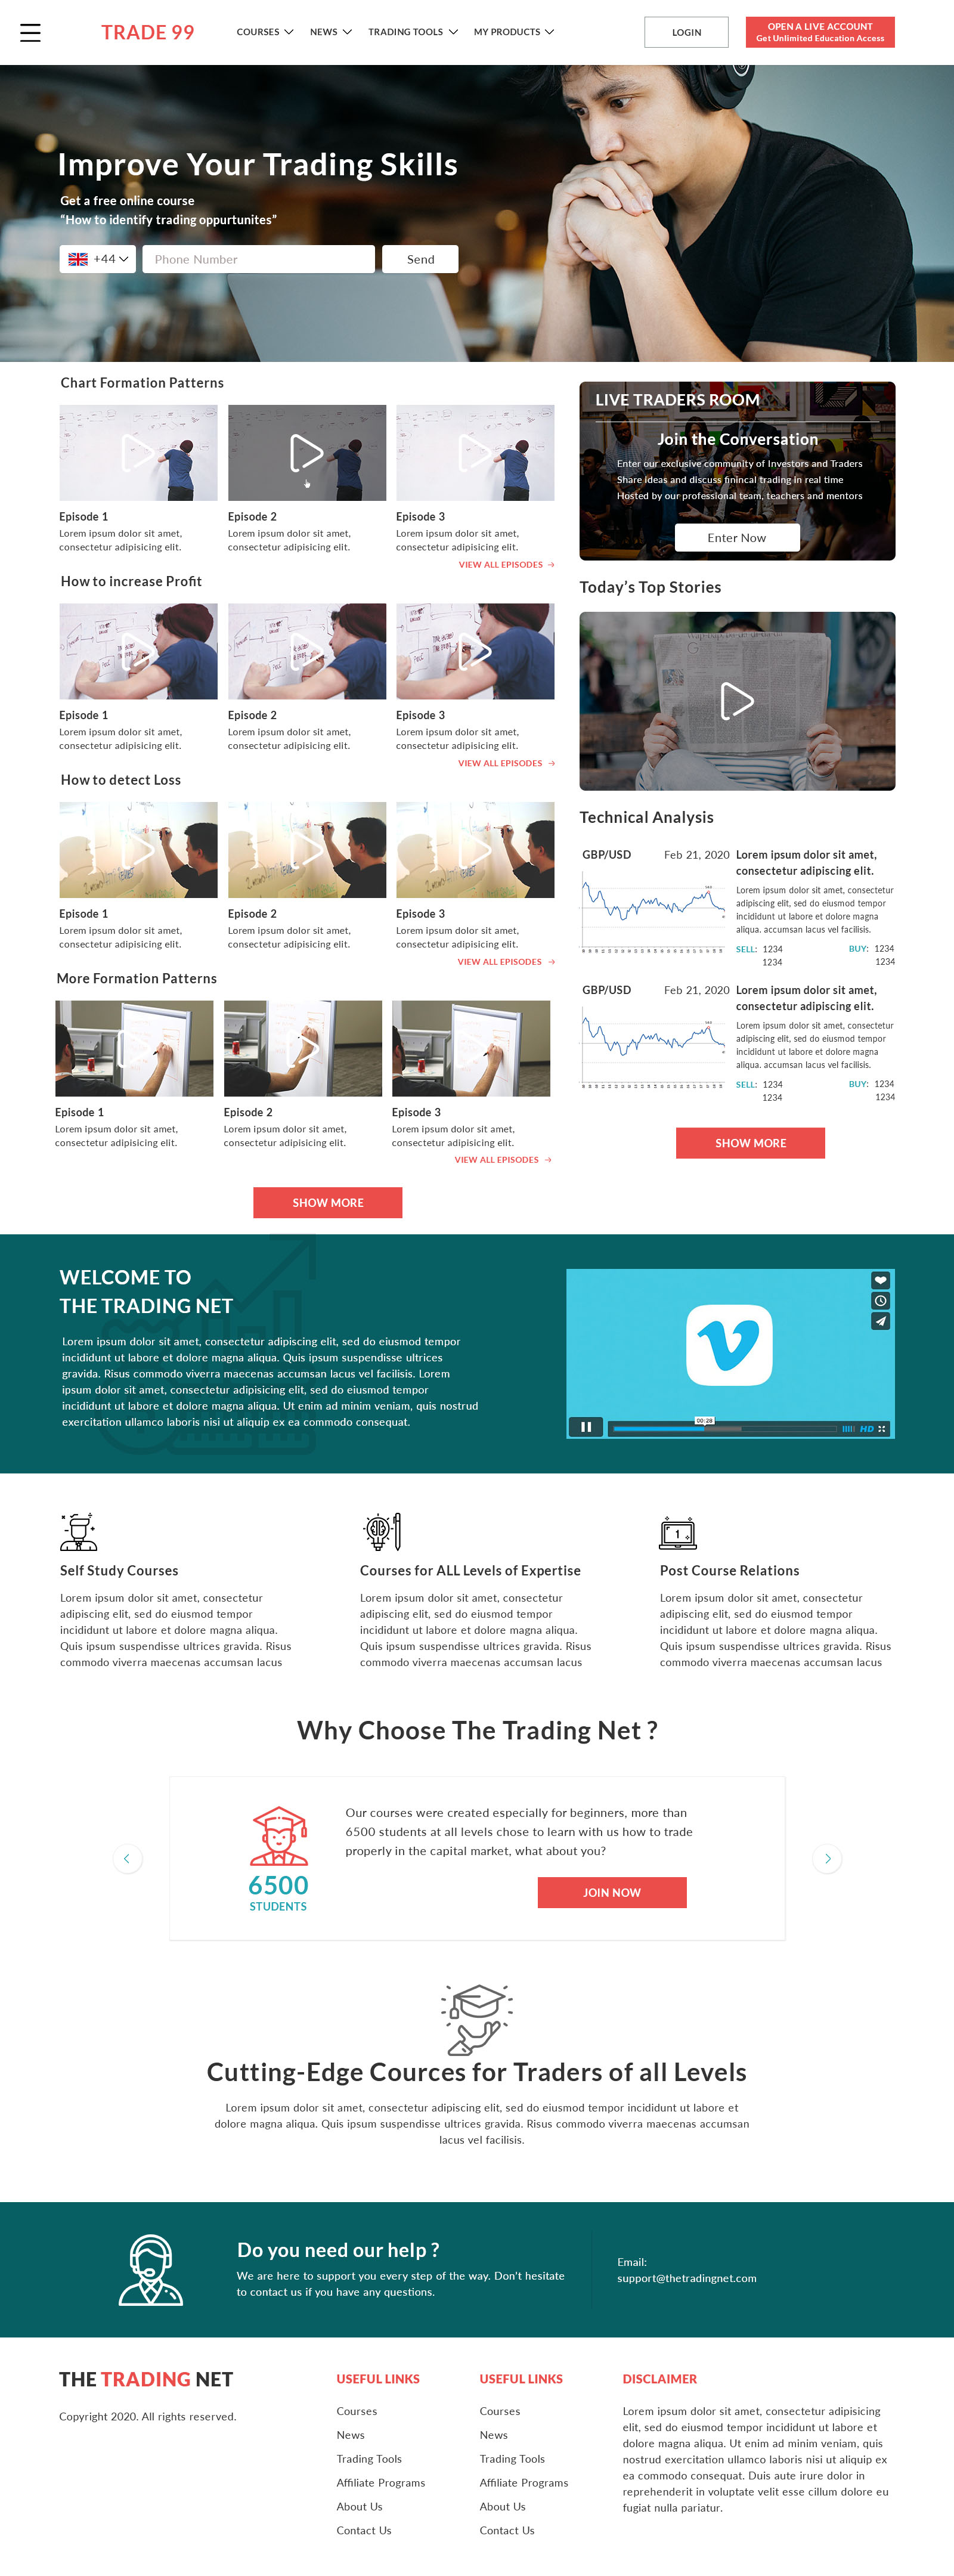 TRADE 99
COURSES
NEWS
TRADING TOOLS
MY PRODUCTS
LOGIN
OPEN A LIVE ACCOUNT
Get Unlimited Education Access
Improve Your Trading Skills
Get a free online course
“How to identify trading oppurtunites”
+44
Phone Number
Send
Chart Formation Patterns
Episode 1
Lorem ipsum dolor sit amet,
consectetur adipisicing elit.
Episode 2
Lorem ipsum dolor sit amet,
consectetur adipisicing elit.
Episode 3
Lorem ipsum dolor sit amet,
consectetur adipisicing elit.
VIEW ALL EPISODES
How to increase Profit
Episode 1
Lorem ipsum dolor sit amet,
consectetur adipisicing elit.
Episode 2
Lorem ipsum dolor sit amet,
consectetur adipisicing elit.
Episode 3
Lorem ipsum dolor sit amet,
consectetur adipisicing elit.
VIEW ALL EPISODES
How to detect Loss
Episode 1
Lorem ipsum dolor sit amet,
consectetur adipisicing elit.
Episode 2
Lorem ipsum dolor sit amet,
consectetur adipisicing elit.
Episode 3
Lorem ipsum dolor sit amet,
consectetur adipisicing elit.
VIEW ALL EPISODES
More Formation Patterns
Episode 1
Lorem ipsum dolor sit amet,
consectetur adipisicing elit.
Episode 2
Lorem ipsum dolor sit amet,
consectetur adipisicing elit.
Episode 3
Lorem ipsum dolor sit amet,
consectetur adipisicing elit.
VIEW ALL EPISODES
SHOW MORE
LIVE TRADERS ROOM
Join the Conversation
Enter our exclusive community of Investors and Traders
Share ideas and discuss finincal trading in real time
Hosted by our professional team, teachers and mentors
Enter Now
Today’s Top Stories
Technical Analysis
GBP/USD
Feb 21, 2020
Lorem ipsum dolor sit amet,
consectetur adipiscing elit.
Lorem ipsum dolor sit amet, consectetur
adipiscing elit, sed do eiusmod tempor
incididunt ut labore et dolore magna
aliqua. accumsan lacus vel facilisis.
SELL: 1234
1234
BUY: 1234
1234
GBP/USD
Feb 21, 2020
Lorem ipsum dolor sit amet,
consectetur adipiscing elit.
Lorem ipsum dolor sit amet, consectetur
adipiscing elit, sed do eiusmod tempor
incididunt ut labore et dolore magna
aliqua. accumsan lacus vel facilisis.
SELL: 1234
1234
BUY: 1234
1234
SHOW MORE
WELCOME TO
THE TRADING NET
Lorem ipsum dolor sit amet, consectetur adipiscing elit, sed do eiusmod tempor
incididunt ut labore et dolore magna aliqua. Quis ipsum suspendisse ultrices
gravida. Risus commodo viverra maecenas accumsan lacus vel facilisis. Lorem
ipsum dolor sit amet, consectetur adipisicing elit, sed do eiusmod tempor
incididunt ut labore et dolore magna aliqua. Ut enim ad minim veniam, quis nostrud
exercitation ullamco laboris nisi ut aliquip ex ea commodo consequat.
00:28
HD
Self Study Courses
Lorem ipsum dolor sit amet, consectetur
adipiscing elit, sed do eiusmod tempor
incididunt ut labore et dolore magna aliqua.
Quis ipsum suspendisse ultrices gravida. Risus
commodo viverra maecenas accumsan lacus
Courses for ALL Levels of Expertise
Lorem ipsum dolor sit amet, consectetur
adipiscing elit, sed do eiusmod tempor
incididunt ut labore et dolore magna aliqua.
Quis ipsum suspendisse ultrices gravida. Risus
commodo viverra maecenas accumsan lacus
1
Post Course Relations
Lorem ipsum dolor sit amet, consectetur
adipiscing elit, sed do eiusmod tempor
incididunt ut labore et dolore magna aliqua.
Quis ipsum suspendisse ultrices gravida. Risus
commodo viverra maecenas accumsan lacus
Why Choose The Trading Net ?
6500
STUDENTS
Our courses were created especially for beginners, more than
6500 students at all levels chose to learn with us how to trade
properly in the capital market, what about you?
JOIN NOW
Cutting-Edge Cources for Traders of all Levels
Lorem ipsum dolor sit amet, consectetur adipiscing elit, sed do eiusmod tempor incididunt ut labore et
dolore magna aliqua. Quis ipsum suspendisse ultrices gravida. Risus commodo viverra maecenas accumsan
lacus vel facilisis.
Do you need our help ?
We are here to support you every step of the way. Don't hesitate
to contact us if you have any questions.
Email:
support@thetradingnet.com
THE TRADING NET
Copyright 2020. All rights reserved.
USEFUL LINKS
Courses
News
Trading Tools
Affiliate Programs
About Us
Contact Us
USEFUL LINKS
Courses
News
Trading Tools
Affiliate Programs
About Us
Contact Us
DISCLAIMER
Lorem ipsum dolor sit amet, consectetur adipisicing
elit, sed do eiusmod tempor incididunt ut labore et
dolore magna aliqua. Ut enim ad minim veniam, quis
nostrud exercitation ullamco laboris nisi ut aliquip ex
ea commodo consequat. Duis aute irure dolor in
reprehenderit in voluptate velit esse cillum dolore eu
fugiat nulla pariatur.